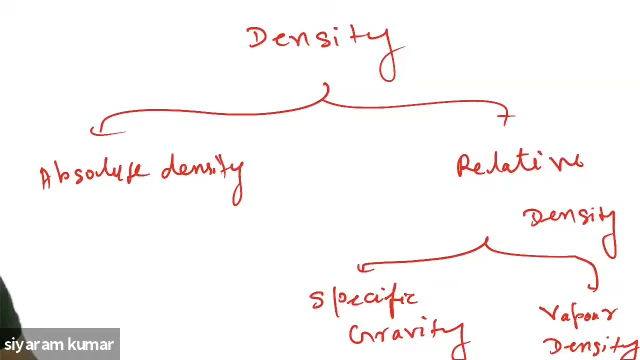 Density
Absolute density
Relative
Density
Specific
Gravity
Vapour
Density
siyaram kumar